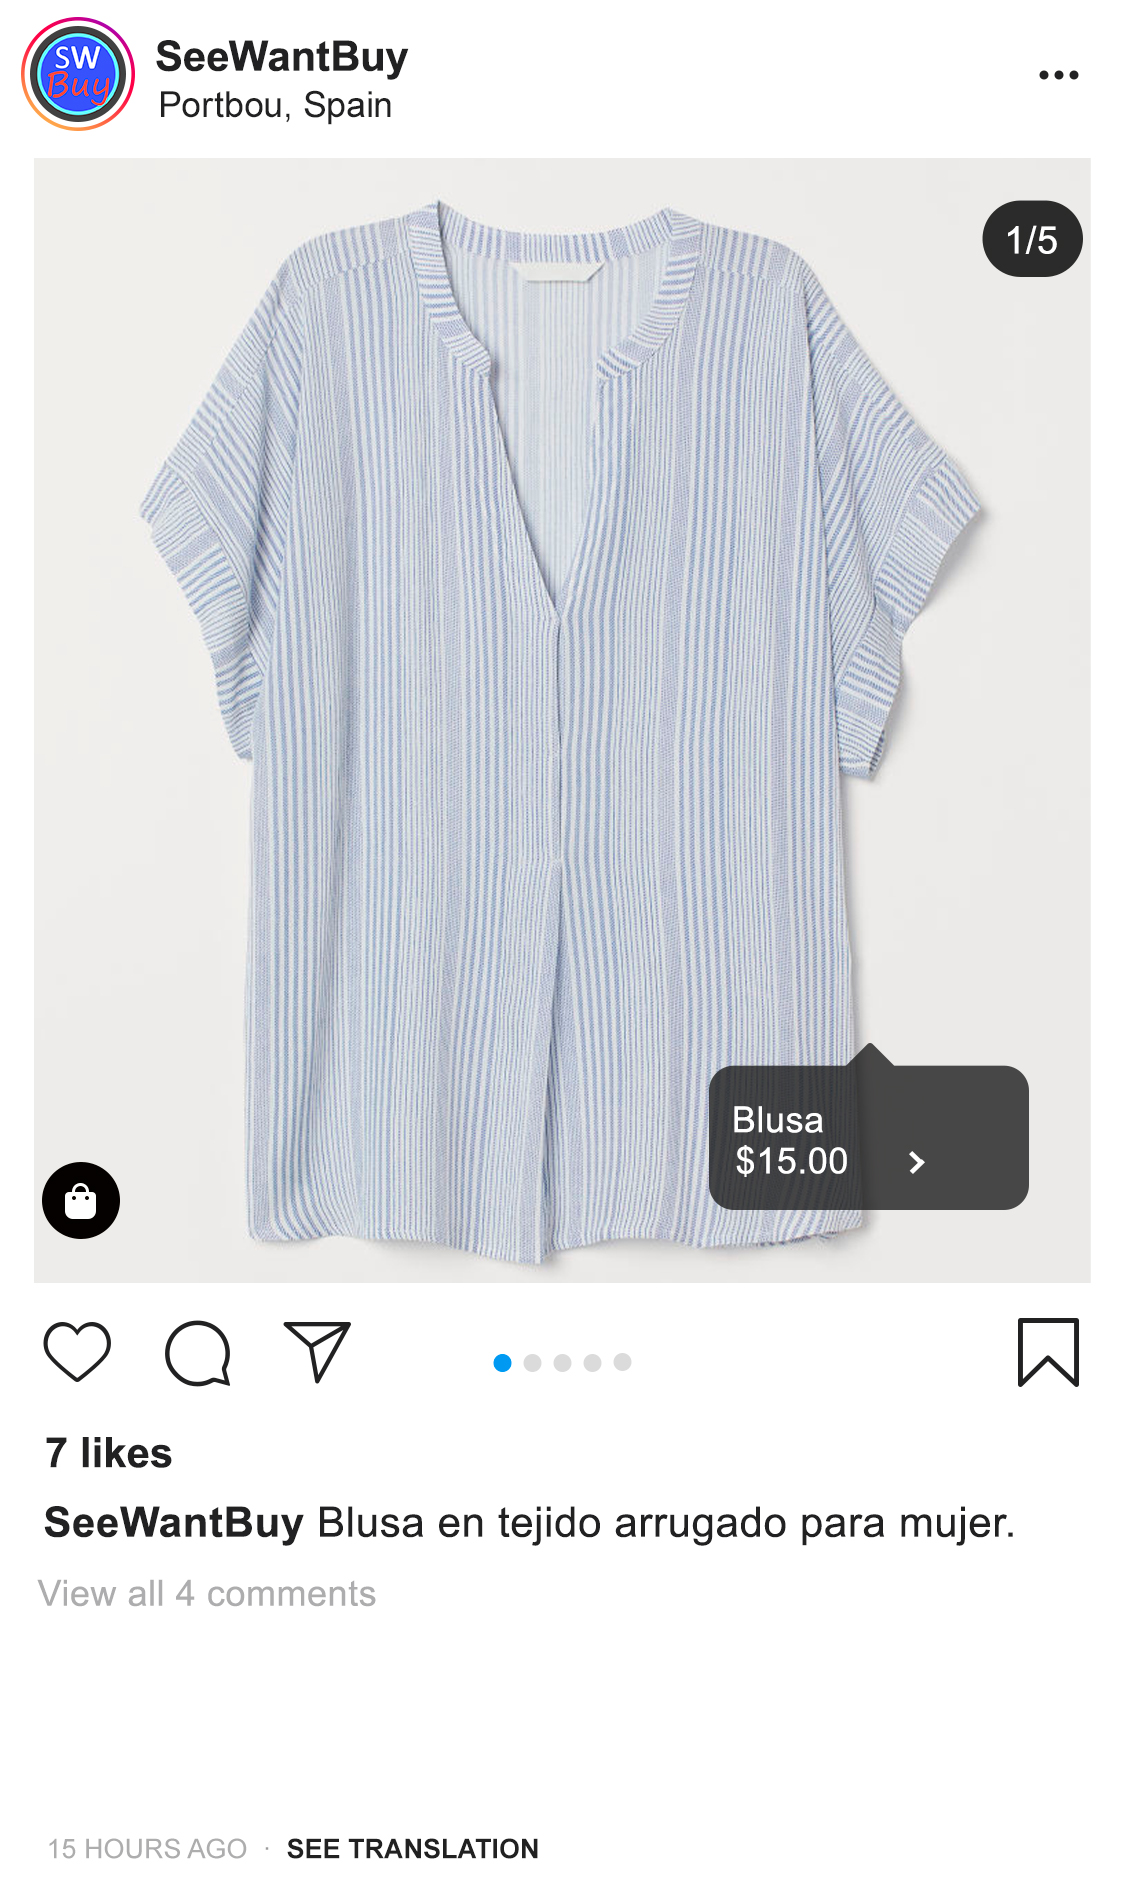 SW
Buy
SeeWantBuy
Portbou, Spain
1/5
Blusa
$15.00
7 likes
SeeWantBuy Blusa en tejido arrugado para mujer.
View all 4 comments
15 HOURS AGO · SEE TRANSLATION